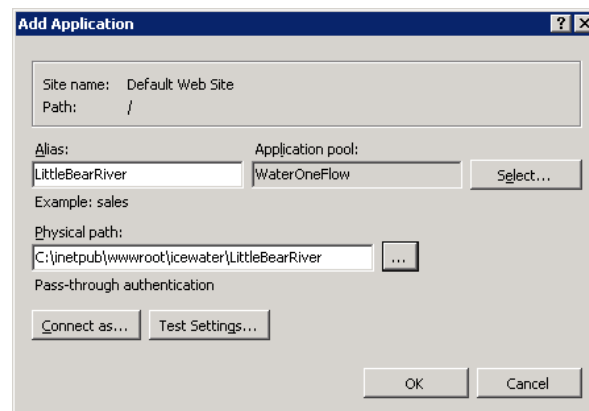 Add Application
Site name: Default Web Site
Path: /
Alias: Application pool:
LittleBearRiver WaterOneFlow Select...
Example: sales
Physical path:
C:\inetpub\wwwroot\icewater\LittleBearRiver ...
Pass-through authentication
Connect as... Test Settings...
OK Cancel